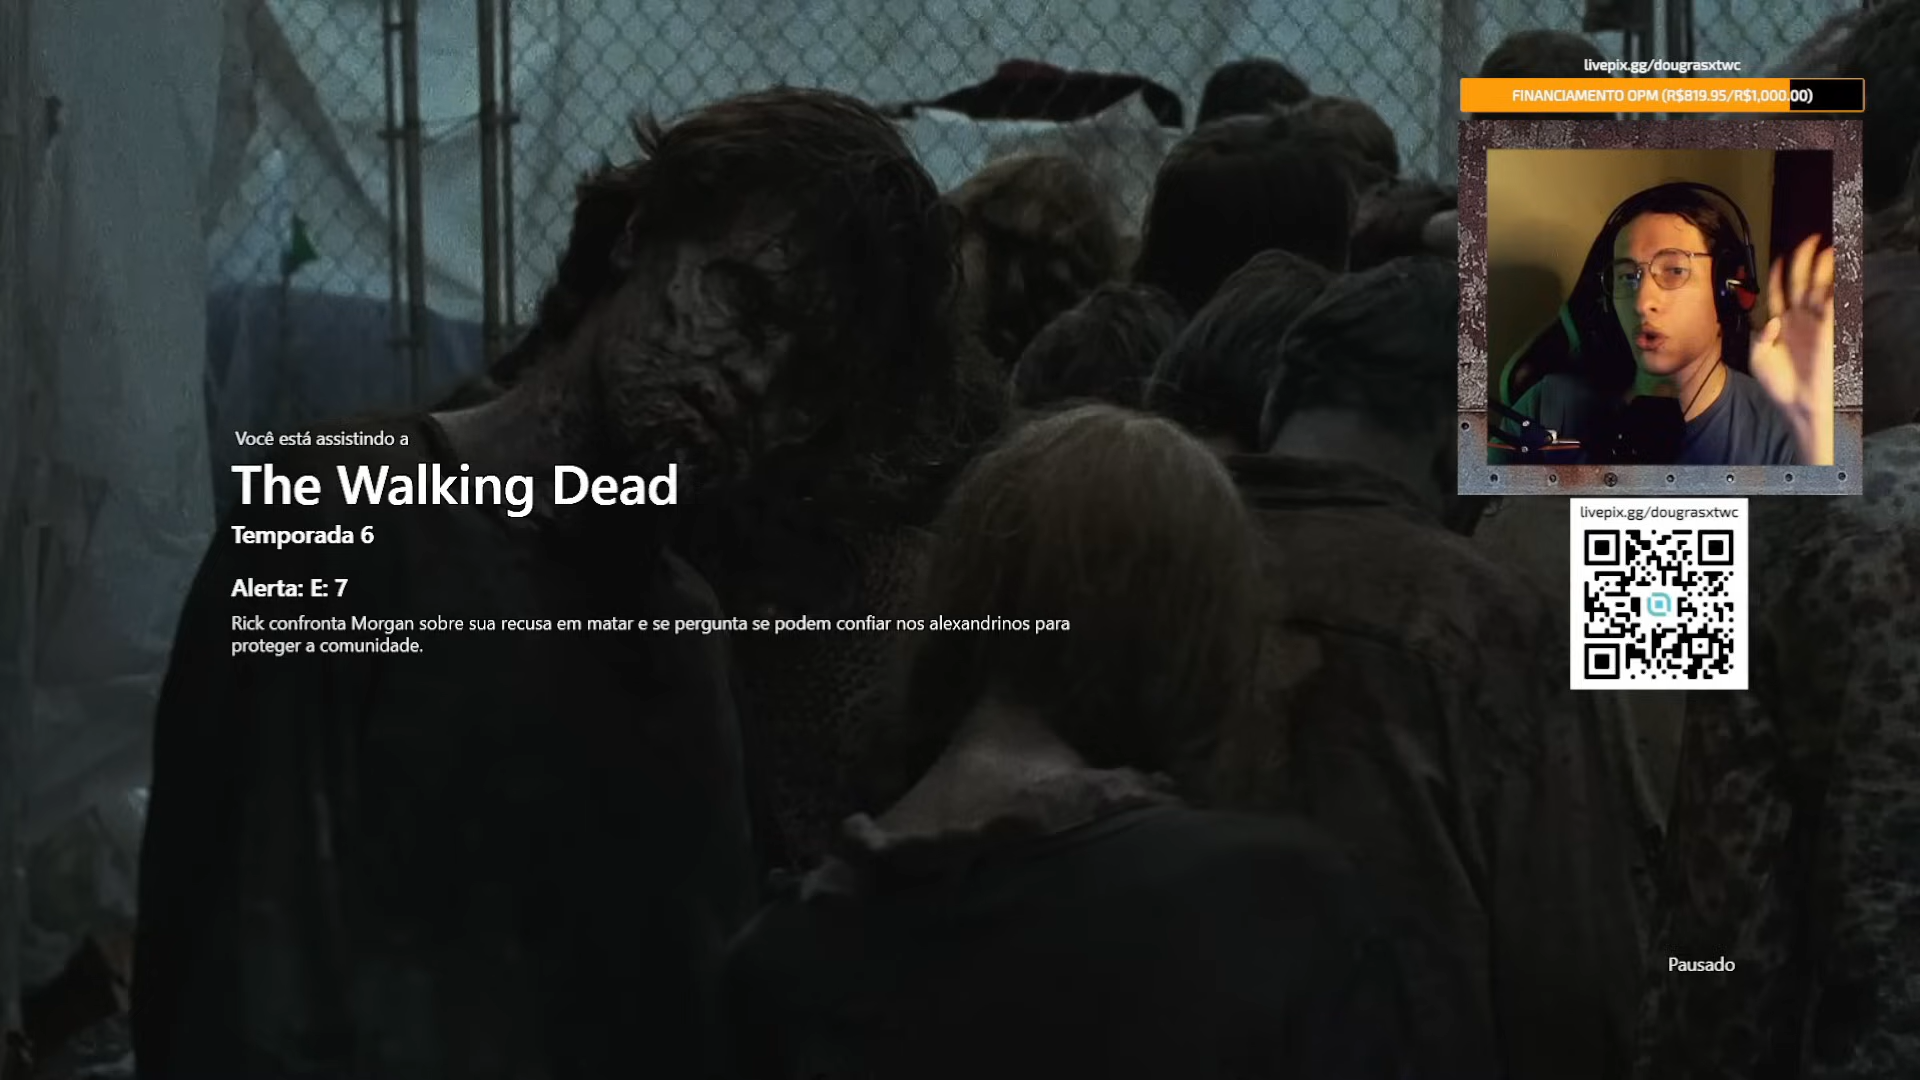 livepix.gg/dougrasxtwc
FINANCIAMENTO OPM (R$819.95/R$1,000.00)
Você está assistindo a
The Walking Dead
Temporada 6
Alerta: E: 7
Rick confronta Morgan sobre sua recusa em matar e se pergunta se podem confiar nos alexandrinos para
proteger a comunidade.
livepix.gg/dougrasxtwc
Pausado